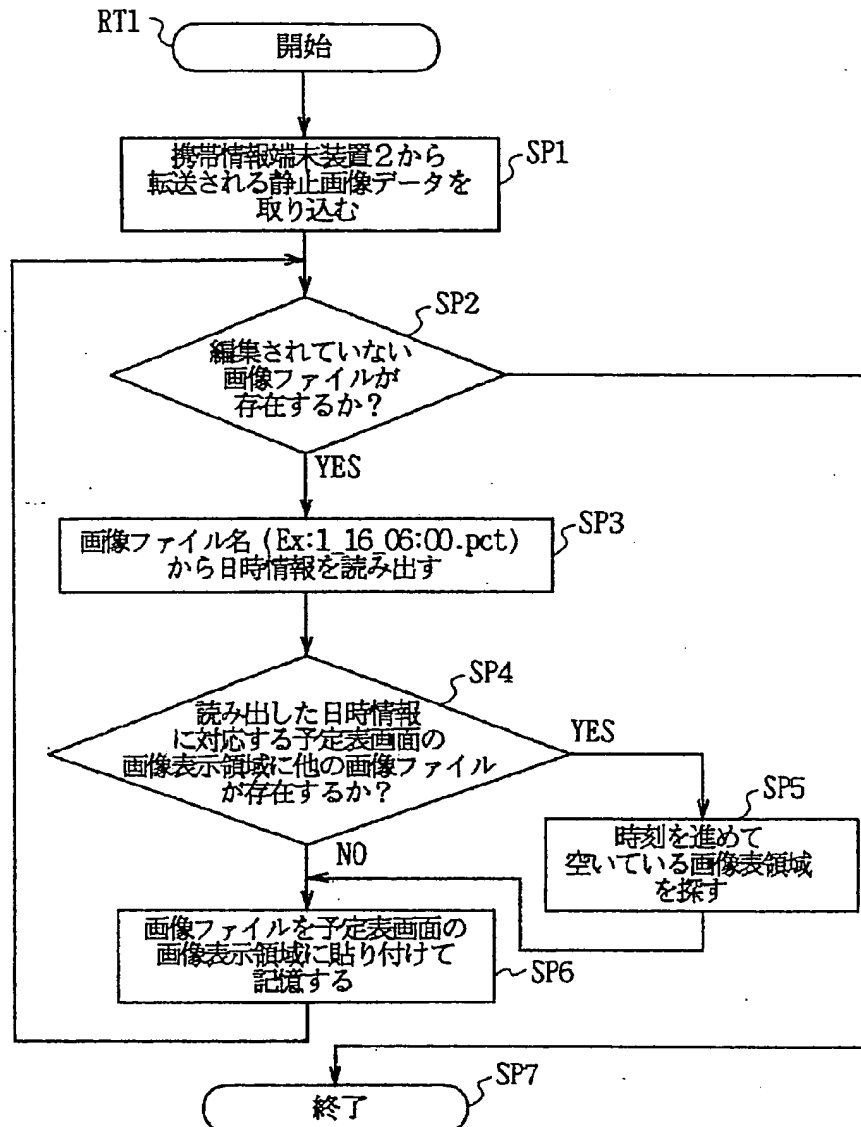 RT1
開始
携帯情報端末装置2から
転送される静止画像データを
取り込む
SP1
SP2
編集されていない
画像ファイルが
存在するか?
YES
SP3
画像ファイル名 (Ex:1_16_06:00.pct)
から日時情報を読み出す
SP4
読み出した日時情報
に対応する予定表画面の
画像表示領域に他の画像ファイル
が存在するか?
YES
SP5
時刻を進めて
空いている画像表領域
を探す
NO
画像ファイルを予定表画面の
画像表示領域に貼り付けて
記憶する
SP6
SP7
終了